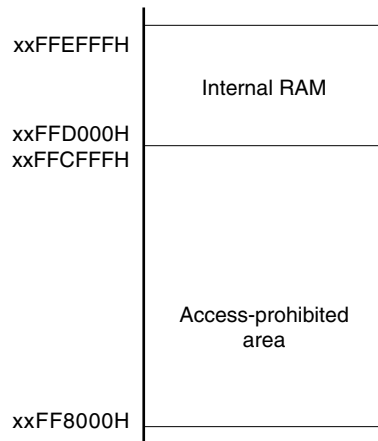 xxFFEFFFH
Internal RAM
xxFFD000H
xxFFCFFFH
Access-prohibited
area
xxFF8000H